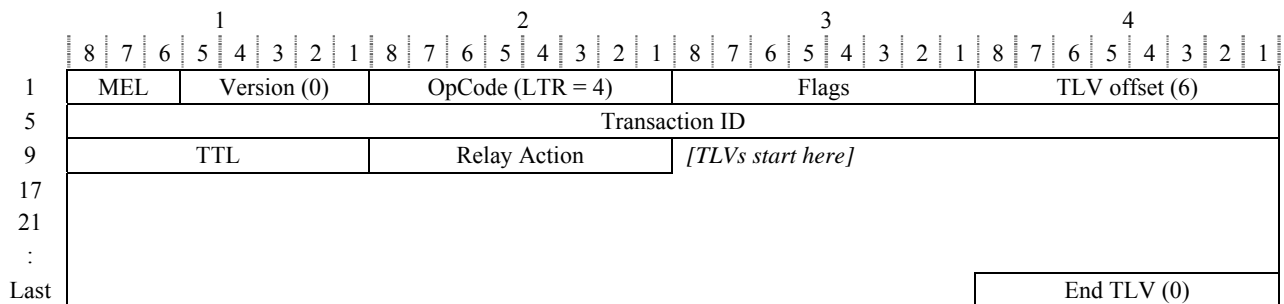 1 2 3 4
8 7 6 5 4 3 2 1 8 7 6 5 4 3 2 1 8 7 6 5 4 3 2 1 8 7 6 5 4 3 2 1
1 MEL Version (0) OpCode (LTR = 4) Flags TLV offset (6)
5 Transaction ID
9 TTL Relay Action [TLVs start here]
17
21
:
Last End TLV (0)